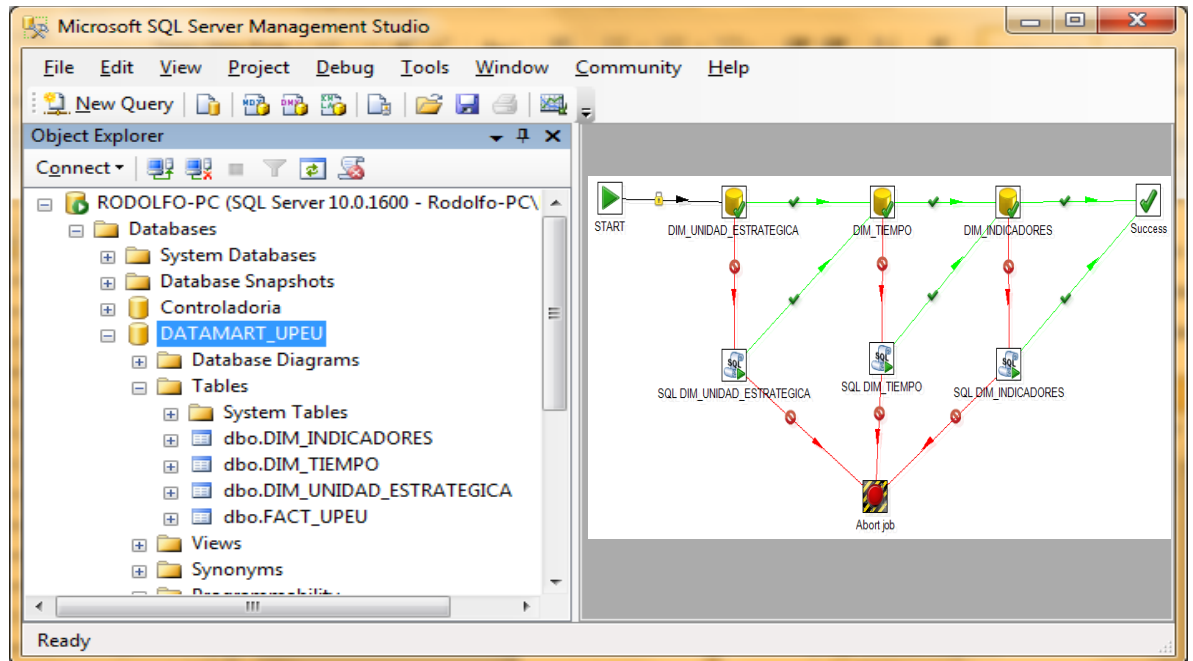 Microsoft SQL Server Management Studio
File Edit View Project Debug Tools Window Community Help
New Query
Object Explorer
Connect
RODOLFO-PC (SQL Server 10.0.1600 - Rodolfo-PC\
Databases
System Databases
Database Snapshots
Controladoria
DATAMART_UPEU
Database Diagrams
Tables
System Tables
dbo.DIM_INDICADORES
dbo.DIM_TIEMPO
dbo.DIM_UNIDAD_ESTRATEGICA
dbo.FACT_UPEU
Views
Synonyms
Programmability
START
DIM_UNIDAD_ESTRATEGICA
DIM_TIEMPO
DIM_INDICADORES
Success
SQL DIM_UNIDAD_ESTRATEGICA
SQL DIM_TIEMPO
SQL DIM_INDICADORES
Abort job
Ready